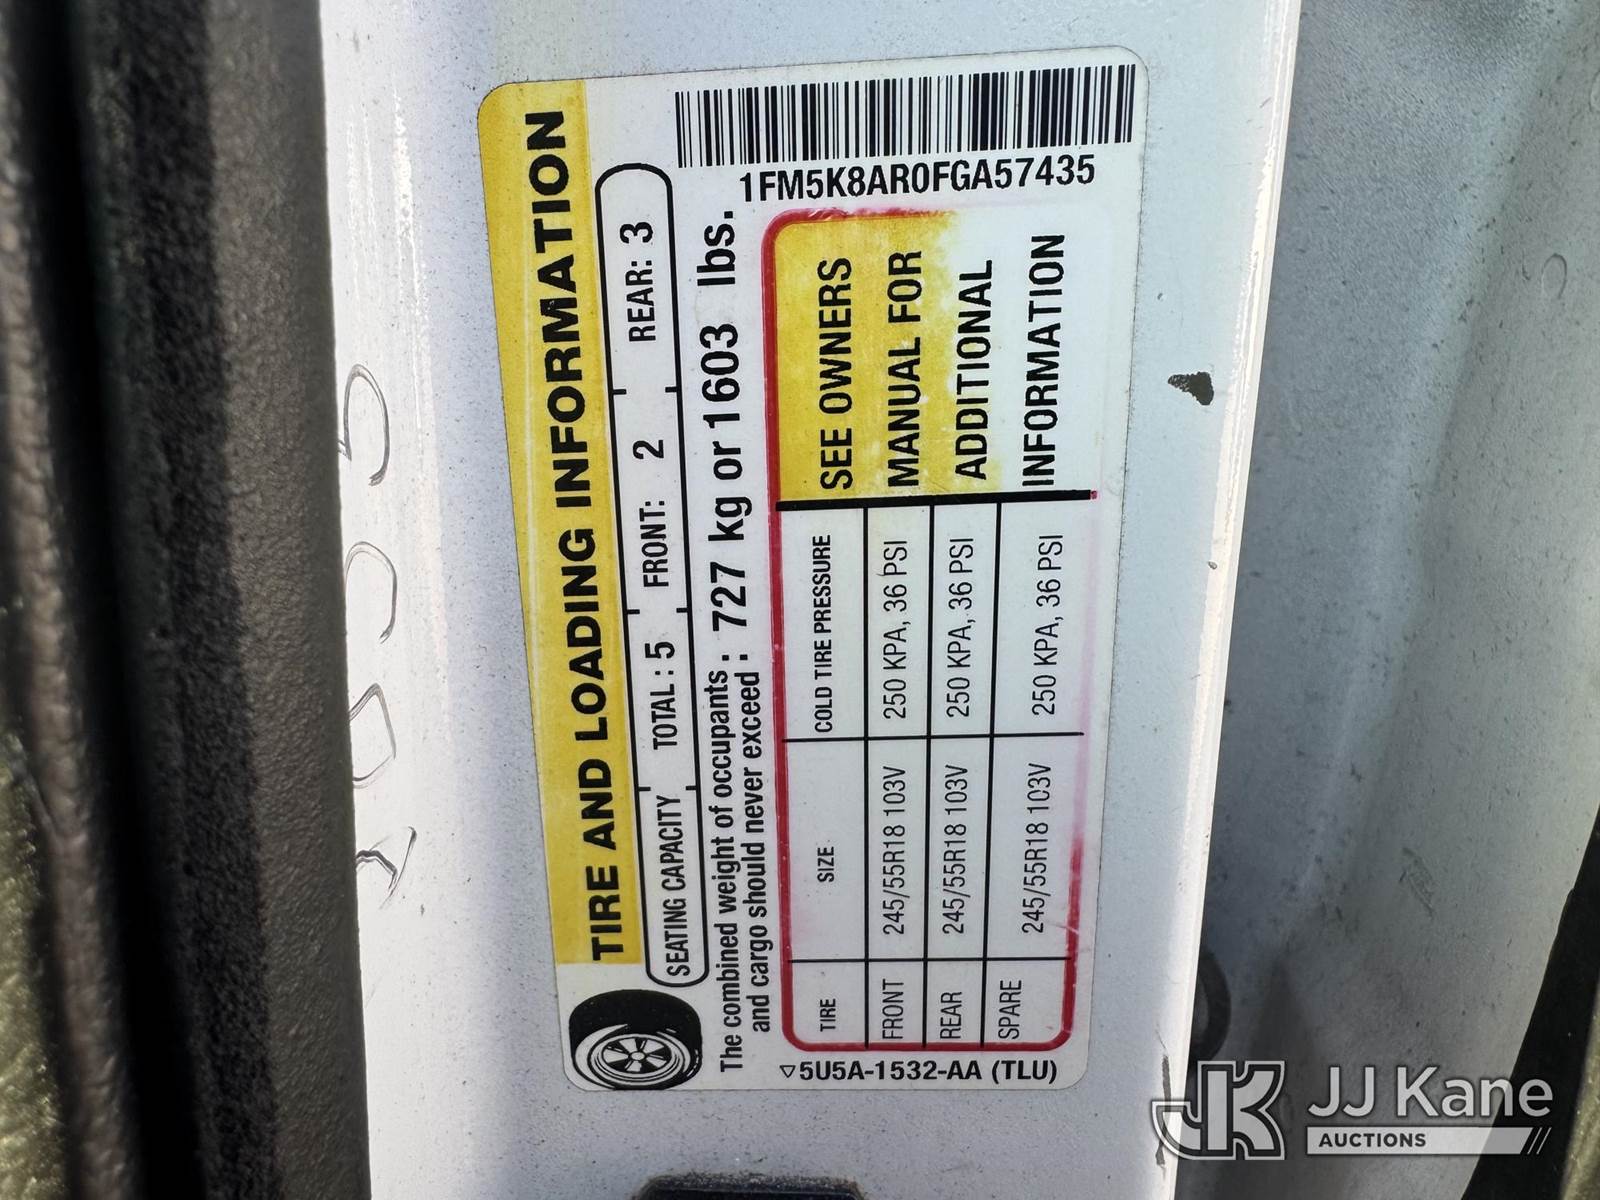 1FM5K8AR0FGA57435
TIRE AND LOADING INFORMATION
SEATING CAPACITY TOTAL : 5 FRONT: 2 REAR: 3
The combined weight of occupants and cargo should never exceed : 727 kg or 1603 lbs.
TIRE SIZE COLD TIRE PRESSURE
FRONT 245/55R18 103V 250 KPA, 36 PSI
REAR 245/55R18 103V 250 KPA, 36 PSI
SPARE 245/55R18 103V 250 KPA, 36 PSI
SEE OWNERS
MANUAL FOR
ADDITIONAL
INFORMATION
5U5A-1532-AA (TLU)
JJ Kane
AUCTIONS